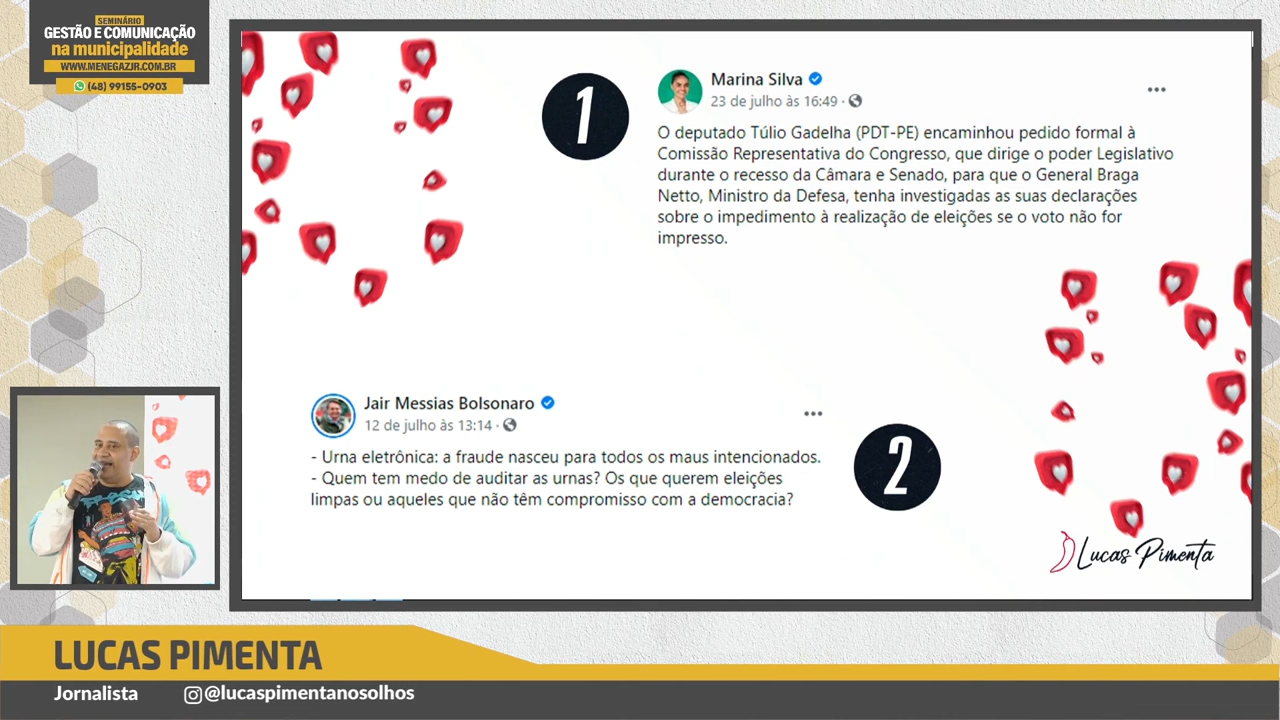 SEMINÁRIO
GESTÃO E COMUNICAÇÃO
na municipalidade
WWW.MENEGAZJR.COM.BR
(48) 99155-0903
1
Marina Silva
23 de julho às 16:49 ·
O deputado Túlio Gadelha (PDT-PE) encaminhou pedido formal à
Comissão Representativa do Congresso, que dirige o poder Legislativo
durante o recesso da Câmara e Senado, para que o General Braga
Netto, Ministro da Defesa, tenha investigadas as suas declarações
sobre o impedimento à realização de eleições se o voto não for
impresso.
Jair Messias Bolsonaro
12 de julho às 13:14 ·
- Urna eletrônica: a fraude nasceu para todos os maus intencionados.
- Quem tem medo de auditar as urnas? Os que querem eleições
limpas ou aqueles que não têm compromisso com a democracia?
2
Lucas Pimenta
LUCAS PIMENTA
Jornalista
@lucaspimentanosolhos